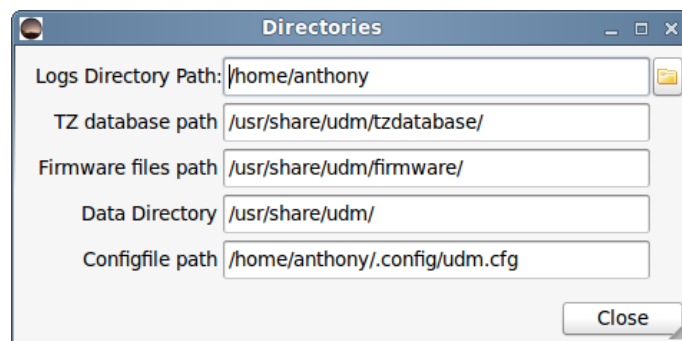 Directories
Logs Directory Path: /home/anthony
TZ database path /usr/share/udm/tzdatabase/
Firmware files path /usr/share/udm/firmware/
Data Directory /usr/share/udm/
Configfile path /home/anthony/.config/udm.cfg
Close